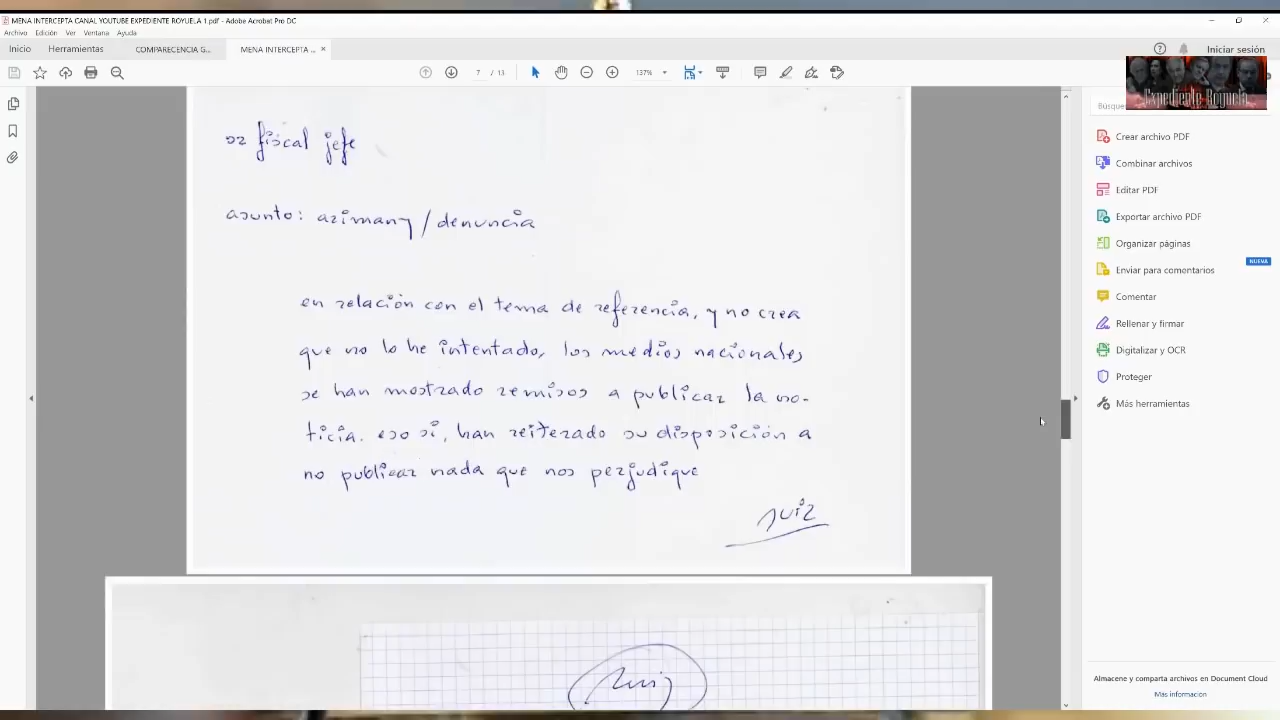 MENA INTERCEPTA CANAL YOUTUBE EXPEDIENTE ROYUELA 1.pdf - Adobe Acrobat Pro DC
Archivo Edición Ver Ventana Ayuda
Inicio Herramientas COMPARECENCIA G... MENA INTERCEPTA ... × Iniciar sesión
7 / 13 137%
Expediente Royuela
Búsque
sr fiscal jefe
asunto: arimany / denuncia
en relación con el tema de referencia, y no crea
que no lo he intentado, los medios nacionales
se han mostrado remisos a publicar la no-
ticia. eso sí, han reiterado su disposición a
no publicar nada que nos perjudique
ruiz
Ruiz
Crear archivo PDF
Combinar archivos
Editar PDF
Exportar archivo PDF
Organizar páginas
Enviar para comentarios
NUEVA
Comentar
Rellenar y firmar
Digitalizar y OCR
Proteger
Más herramientas
Almacene y comparta archivos en Document Cloud
Más información